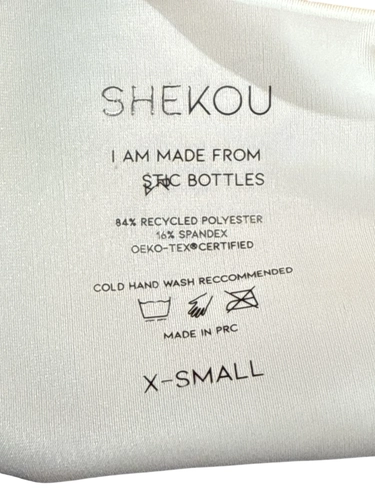 SHEKOU
I AM MADE FROM
BOTTLES
84% RECYCLED POLYESTER
16% SPANDEX
OEKO-TEX® CERTIFIED
COLD HAND WASH RECCOMMENDED
MADE IN PRC
X-SMALL